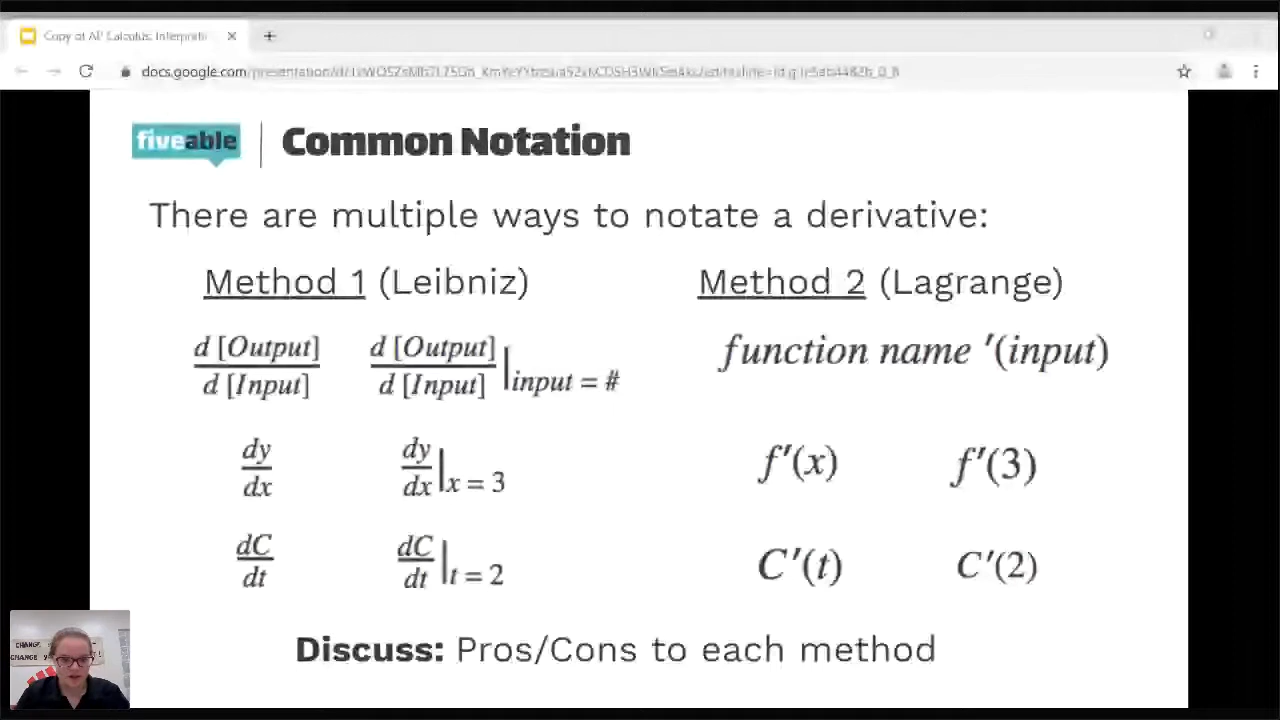 Copy of AP Calculus: Interpreti
docs.google.com
fiveable
Common Notation
There are multiple ways to notate a derivative:
Method 1 (Leibniz)
Method 2 (Lagrange)
d [Output] / d [Input]
d [Output] / d [Input] | input = #
function name ′(input)
dy / dx
dy / dx | x = 3
f′(x)
f′(3)
dC / dt
dC / dt | t = 2
C′(t)
C′(2)
Discuss: Pros/Cons to each method
CHANGE
CHANGE